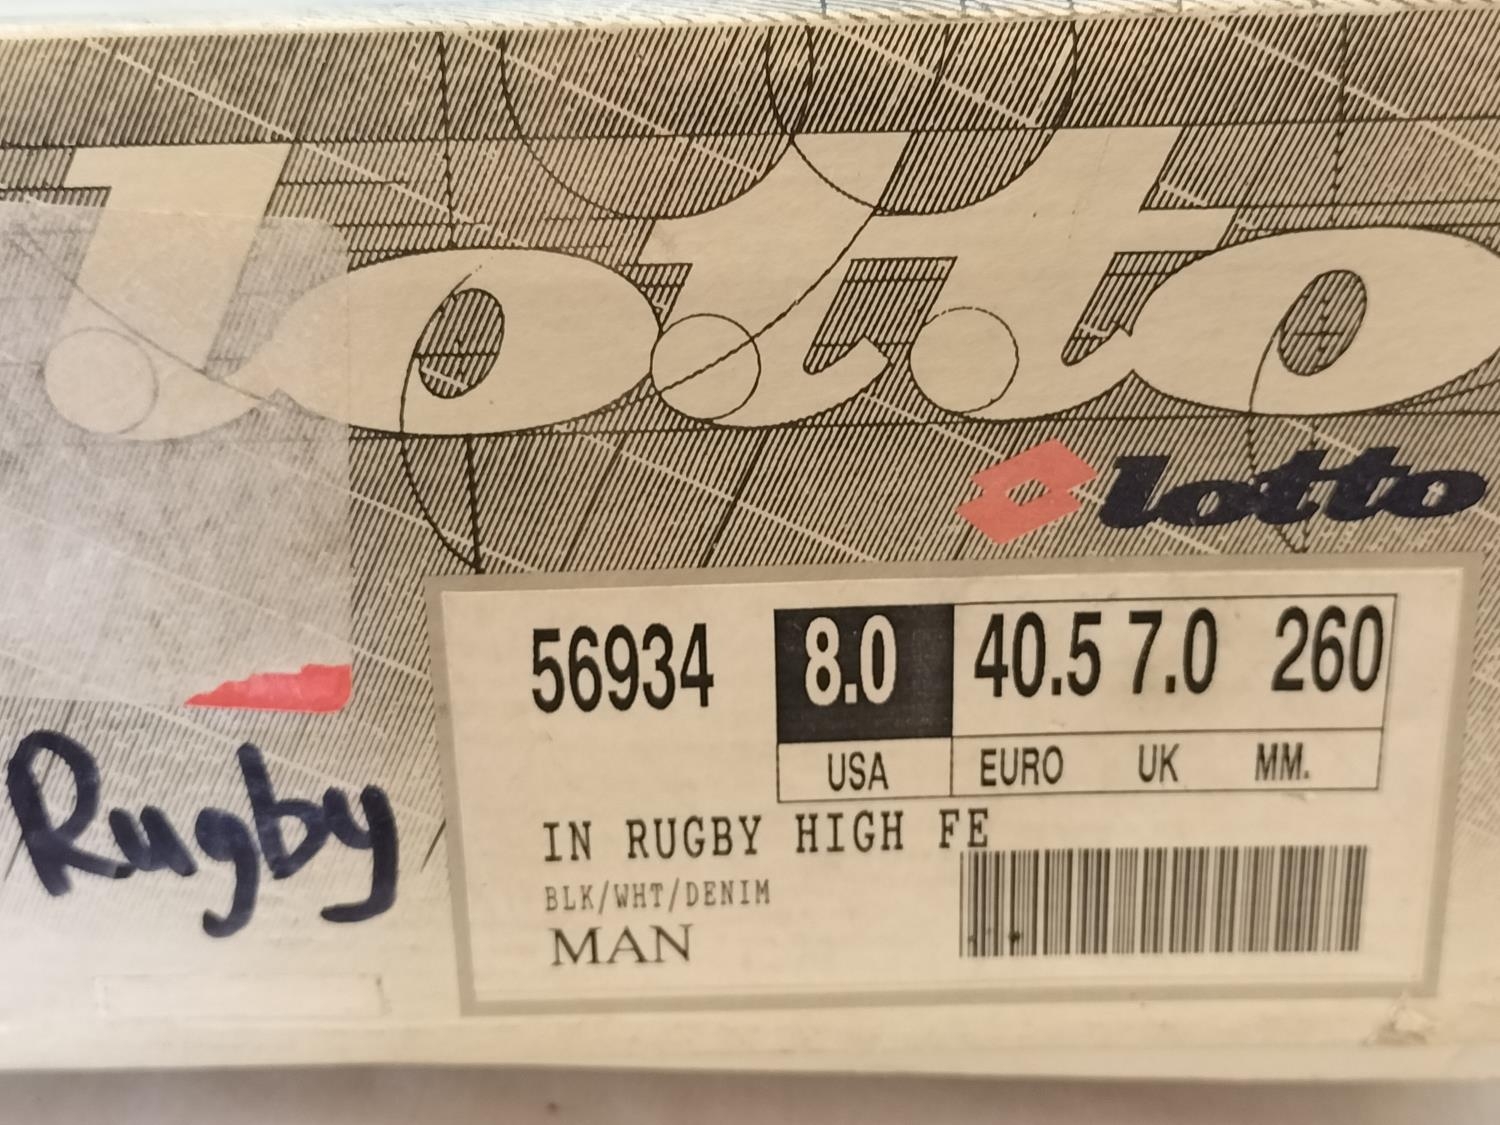 lotto
lotto
56934 8.0 40.5 7.0 260
USA EURO UK MM.
IN RUGBY HIGH FE
BLK/WHT/DENIM
MAN
Rugby